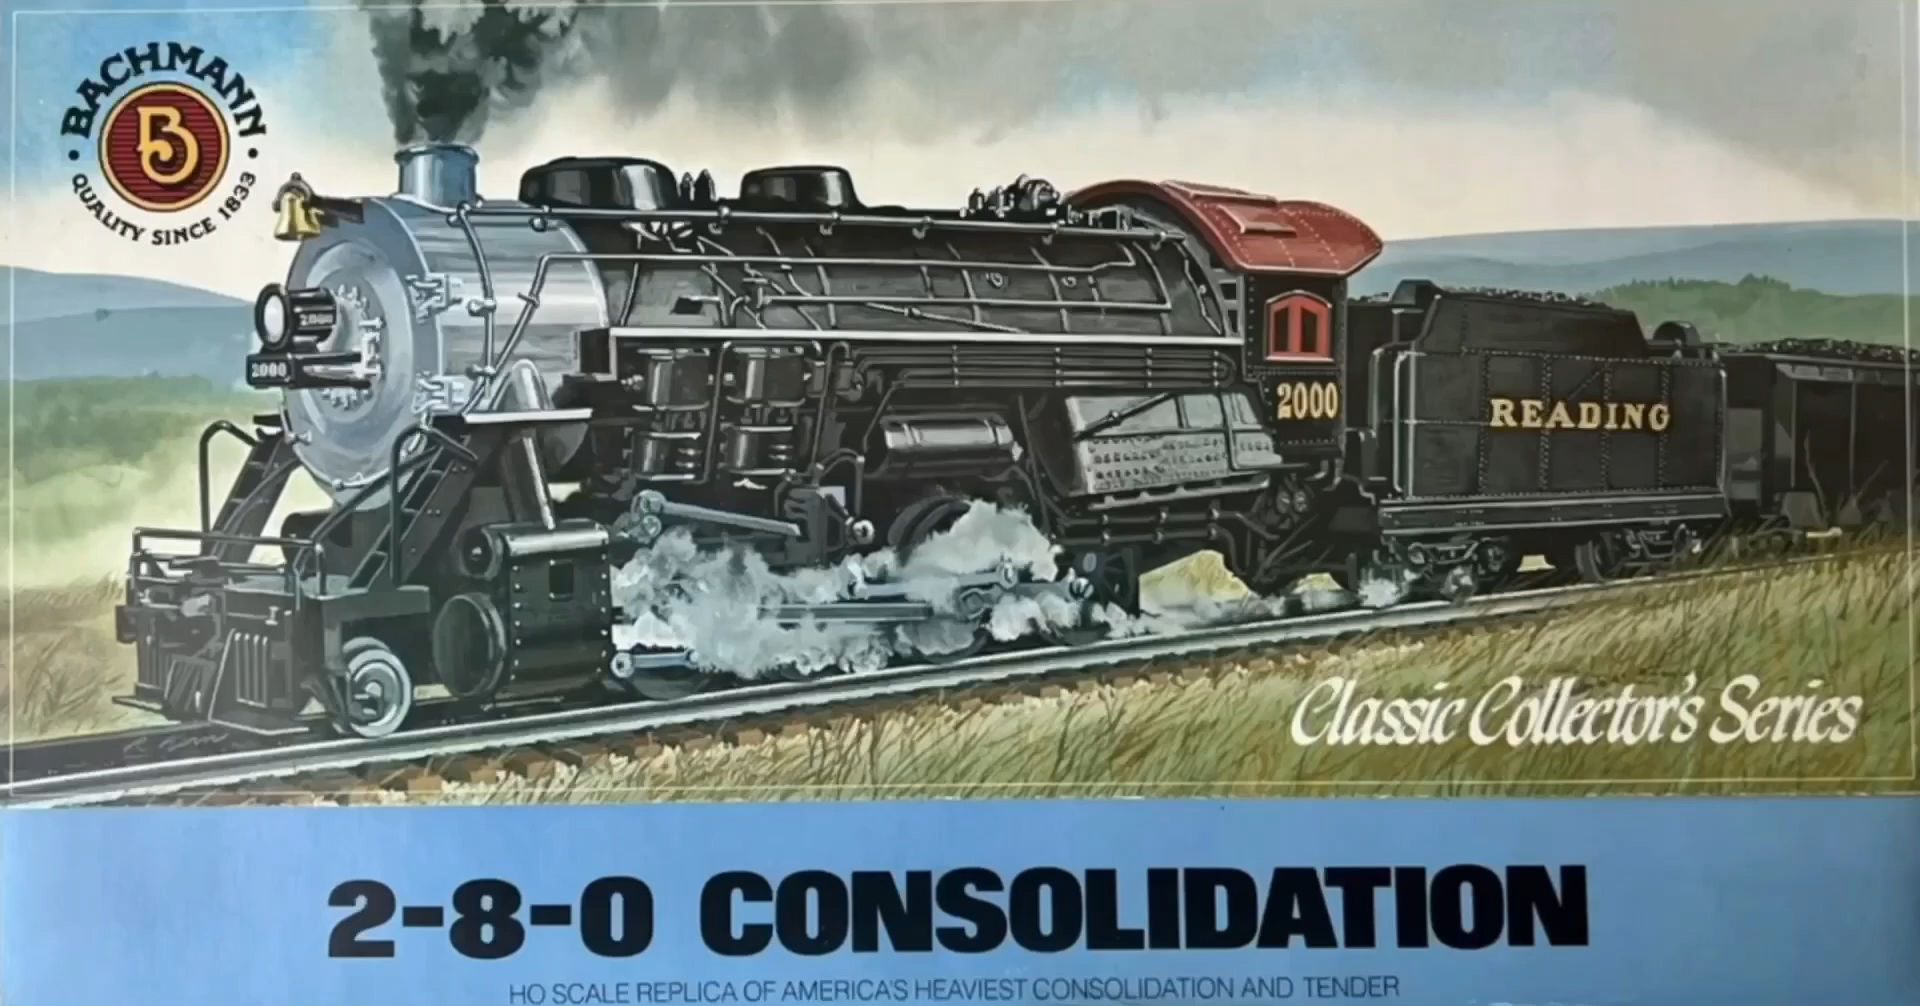 BACHMANN
B
QUALITY SINCE 1833
2000
2000
2000
READING
Classic Collector's Series
2-8-0 CONSOLIDATION
HO SCALE REPLICA OF AMERICA'S HEAVIEST CONSOLIDATION AND TENDER